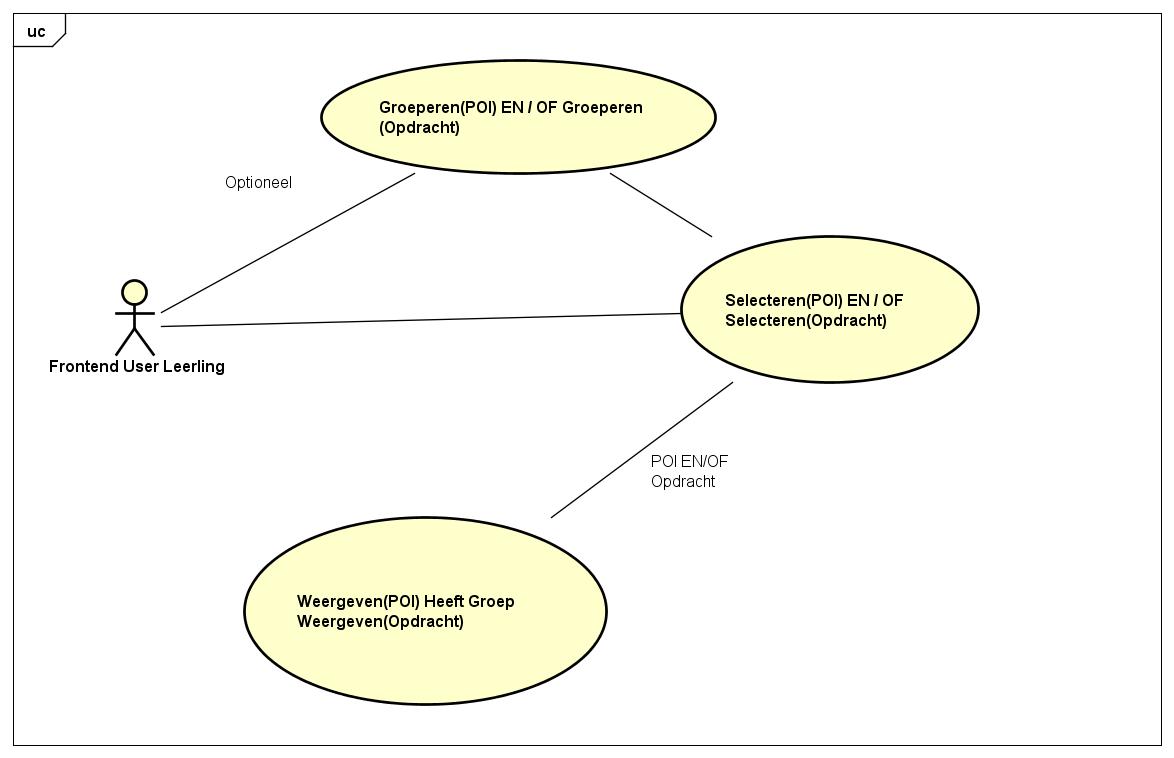 uc
Groeperen(POI) EN / OF Groeperen
(Opdracht)
Optioneel
Selecteren(POI) EN / OF
Selecteren(Opdracht)
Frontend User Leerling
POI EN/OF
Opdracht
Weergeven(POI) Heeft Groep
Weergeven(Opdracht)